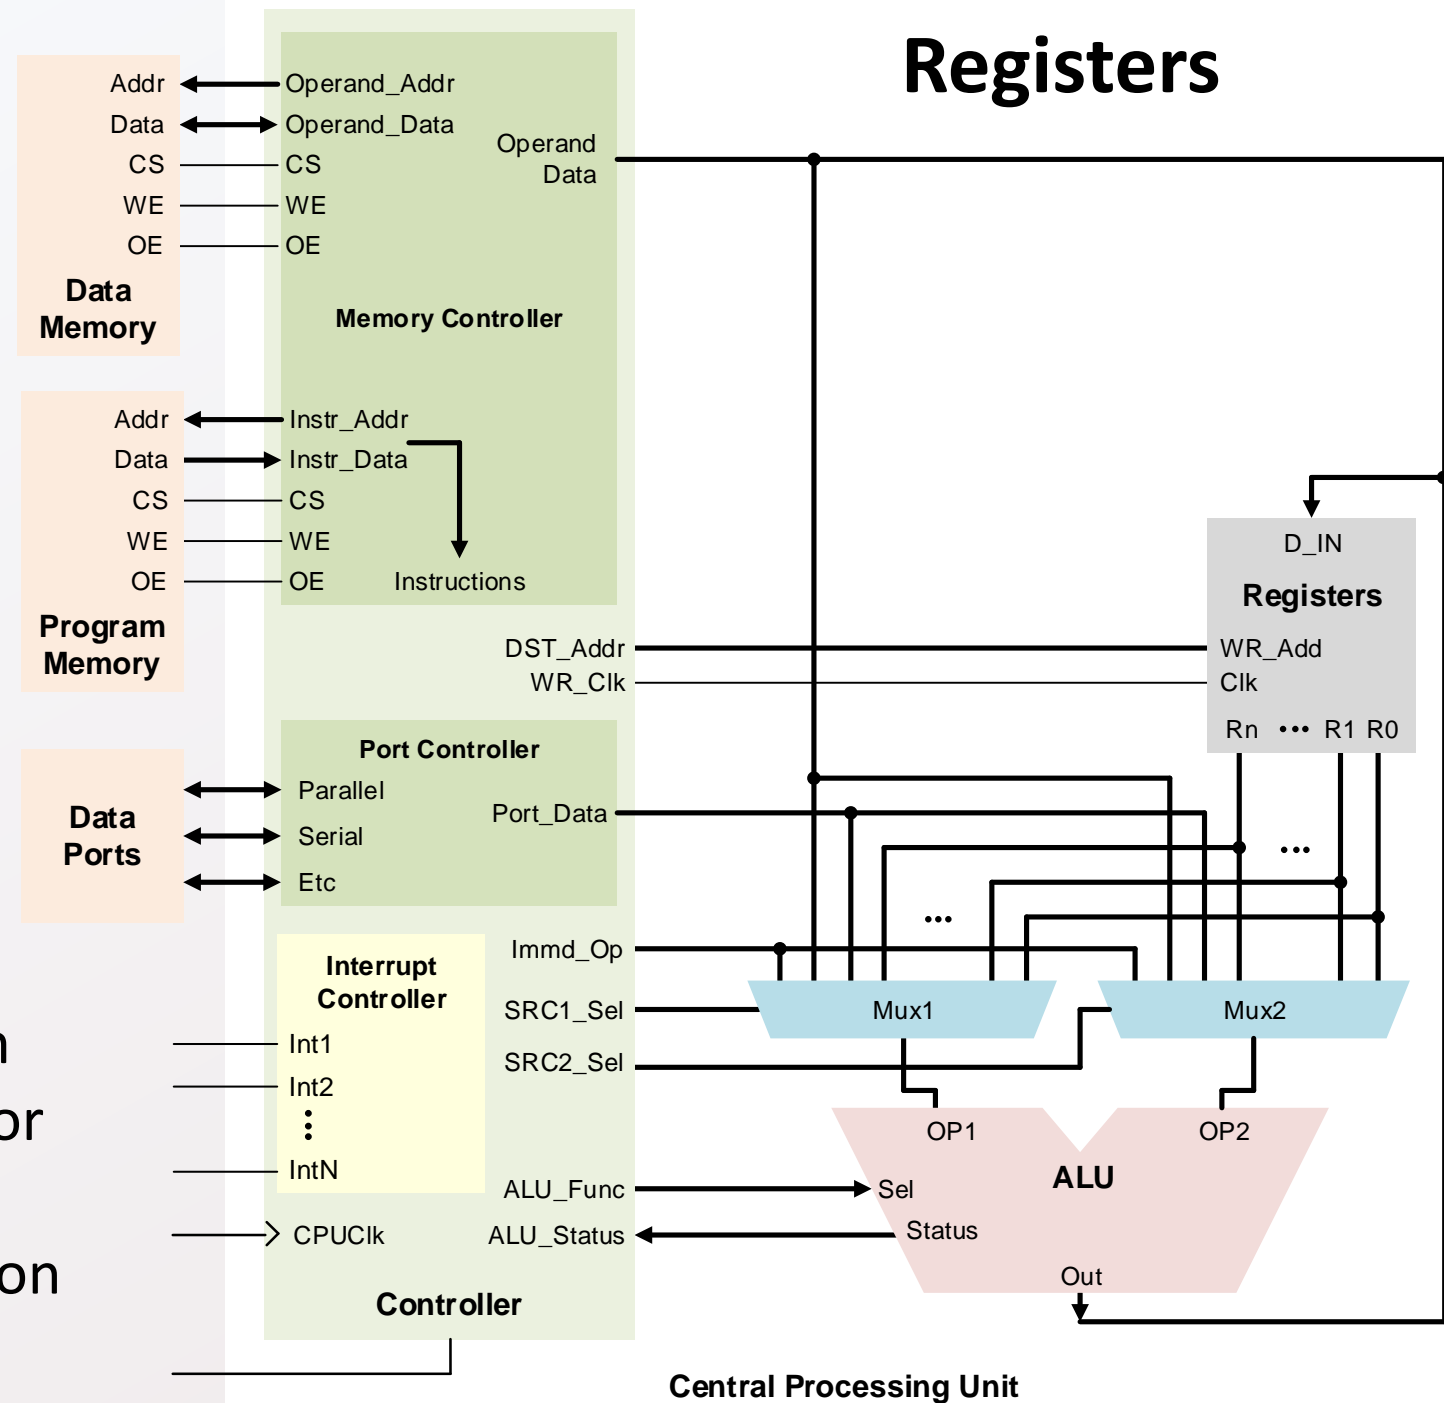 Registers
Addr
Operand_Addr
Data
Operand_Data
Operand
Data
CS
CS
WE
WE
OE
OE
Data
Memory
Memory Controller
Addr
Instr_Addr
Data
Instr_Data
CS
CS
WE
WE
OE
OE
Instructions
Program
Memory
D_IN
Registers
DST_Addr
WR_Add
WR_Clk
Clk
Rn ••• R1 R0
Port Controller
Parallel
Port_Data
Data
Ports
Serial
Etc
•••
•••
Interrupt
Controller
Immd_Op
SRC1_Sel
Mux1
Mux2
Int1
SRC2_Sel
Int2
or
OP1
OP2
IntN
ALU
ALU_Func
Sel
CPUClk
ALU_Status
Status
on
Out
Controller
Central Processing Unit